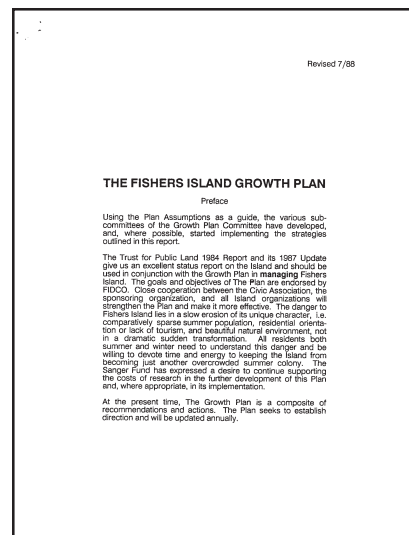 Revised 7/88
THE FISHERS ISLAND GROWTH PLAN
Preface
Using the Plan Assumptions as a guide, the various sub-
committees of the Growth Plan Committee have developed,
and, where possible, started implementing the strategies
outlined in this report.
The Trust for Public Land 1984 Report and its 1987 Update
give us an excellent status report on the Island and should be
used in conjunction with the Growth Plan in managing Fishers
Island. The goals and objectives of The Plan are endorsed by
FIDCO. Close cooperation between the Civic Association, the
sponsoring organization, and all Island organizations will
strengthen the Plan and make it more effective. The danger to
Fishers Island lies in a slow erosion of its unique character, i.e.
comparatively sparse summer population, residential orienta-
tion or lack of tourism, and beautiful natural environment, not
in a dramatic sudden transformation. All residents both
summer and winter need to understand this danger and be
willing to devote time and energy to keeping the Island from
becoming just another overcrowded summer colony. The
Sanger Fund has expressed a desire to continue supporting
the costs of research in the further development of this Plan
and, where appropriate, in its implementation.
At the present time, The Growth Plan is a composite of
recommendations and actions. The Plan seeks to establish
direction and will be updated annually.